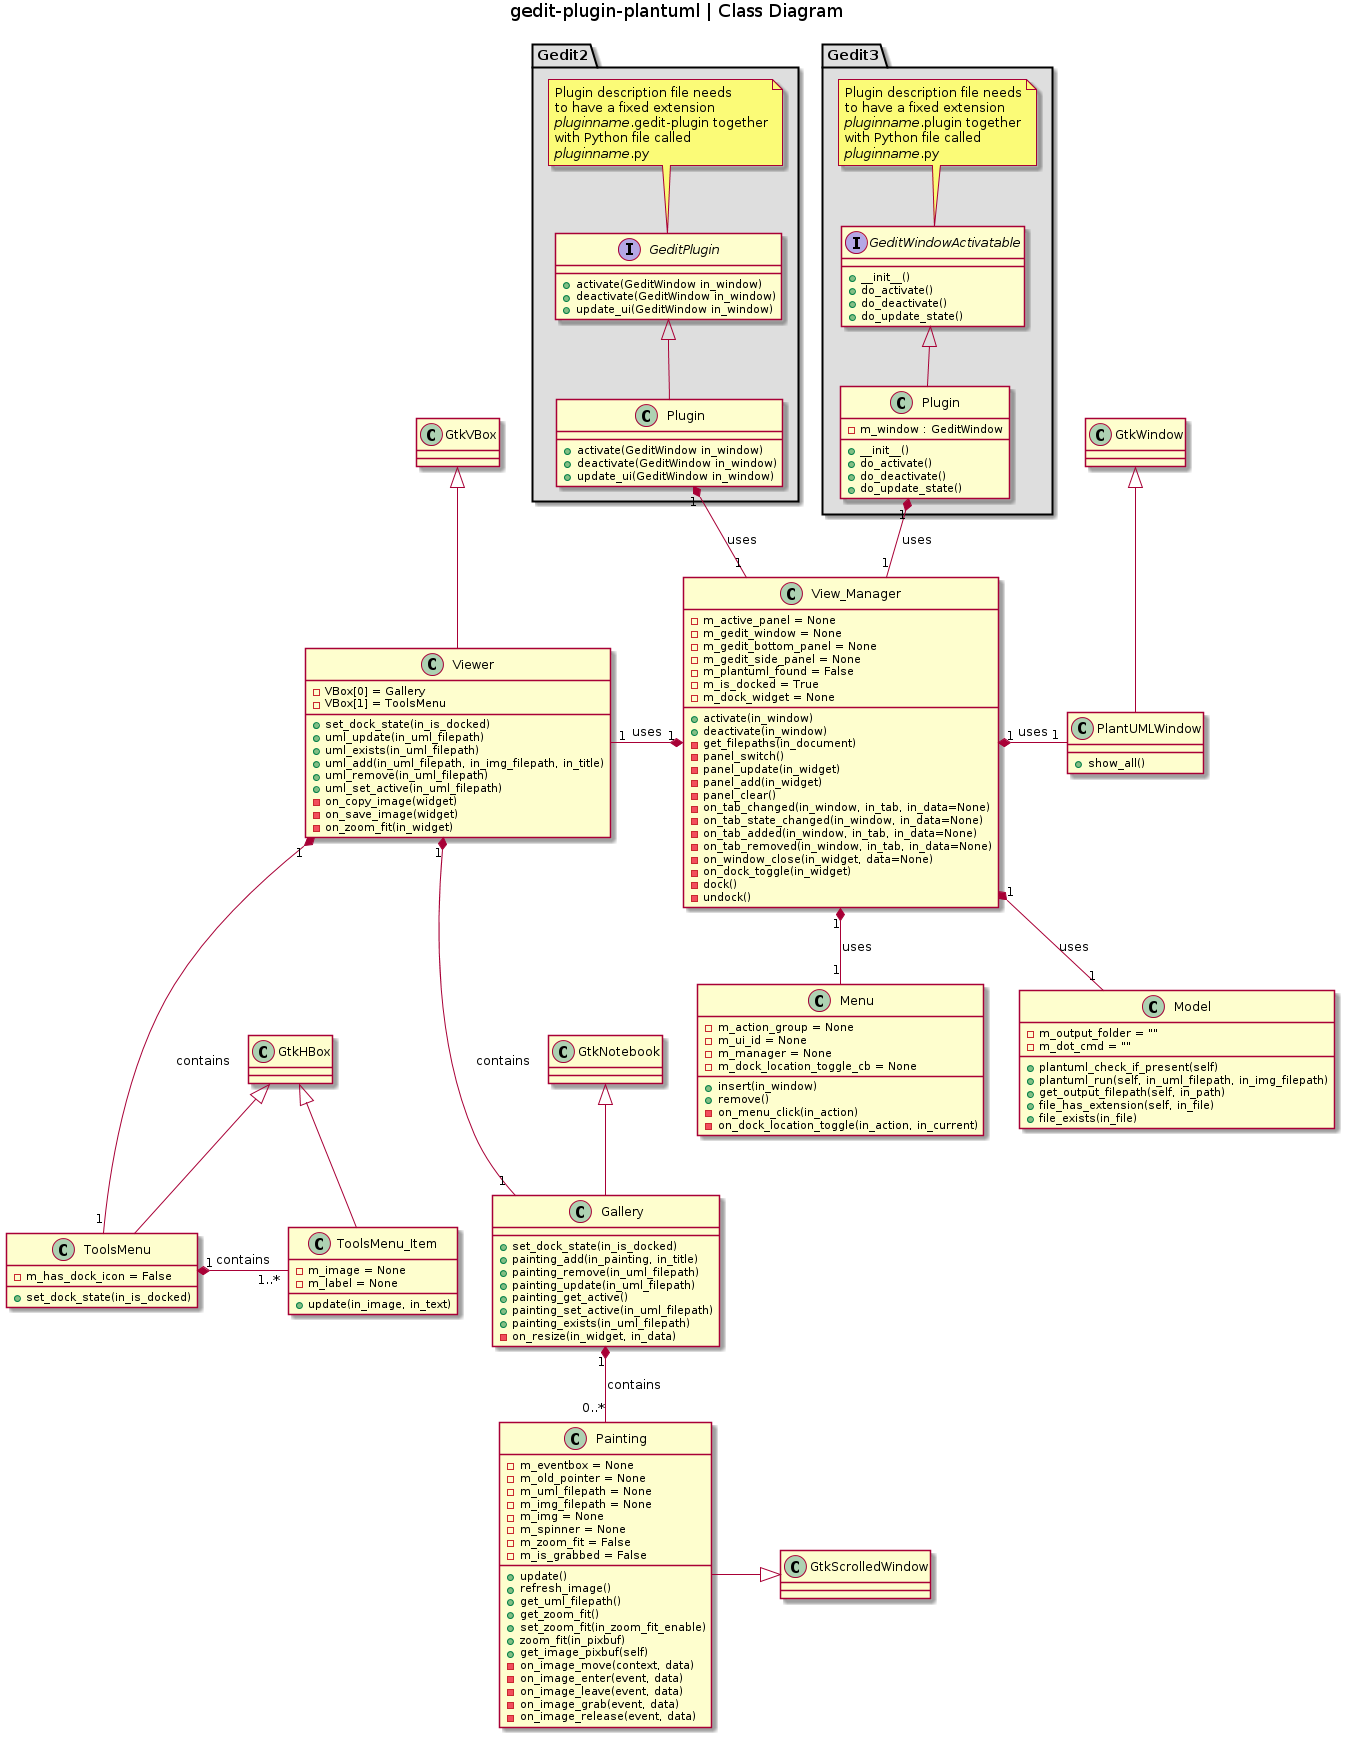 gedit-plugin-plantuml | Class Diagram
Gedit2
Plugin description file needs
to have a fixed extension
pluginname.gedit-plugin together
with Python file called
pluginname.py
I GeditPlugin
activate(GeditWindow in_window)
deactivate(GeditWindow in_window)
update_ui(GeditWindow in_window)
C Plugin
activate(GeditWindow in_window)
deactivate(GeditWindow in_window)
update_ui(GeditWindow in_window)
Gedit3
Plugin description file needs
to have a fixed extension
pluginname.plugin together
with Python file called
pluginname.py
I GeditWindowActivatable
__init__()
do_activate()
do_deactivate()
do_update_state()
C Plugin
m_window : GeditWindow
__init__()
do_activate()
do_deactivate()
do_update_state()
C GtkVBox
C GtkWindow
1
uses
1
1
uses
1
C View_Manager
m_active_panel = None
m_gedit_window = None
m_gedit_bottom_panel = None
m_gedit_side_panel = None
m_plantuml_found = False
m_is_docked = True
m_dock_widget = None
activate(in_window)
deactivate(in_window)
get_filepaths(in_document)
panel_switch()
panel_update(in_widget)
panel_add(in_widget)
panel_clear()
on_tab_changed(in_window, in_tab, in_data=None)
on_tab_state_changed(in_window, in_data=None)
on_tab_added(in_window, in_tab, in_data=None)
on_tab_removed(in_window, in_tab, in_data=None)
on_window_close(in_widget, data=None)
on_dock_toggle(in_widget)
dock()
undock()
C Viewer
VBox[0] = Gallery
VBox[1] = ToolsMenu
set_dock_state(in_is_docked)
uml_update(in_uml_filepath)
uml_exists(in_uml_filepath)
uml_add(in_uml_filepath, in_img_filepath, in_title)
uml_remove(in_uml_filepath)
uml_set_active(in_uml_filepath)
on_copy_image(widget)
on_save_image(widget)
on_zoom_fit(in_widget)
1 uses 1
1 uses 1
C PlantUMLWindow
show_all()
1
contains
1
1
contains
1
1
uses
1
1
uses
1
C Menu
m_action_group = None
m_ui_id = None
m_manager = None
m_dock_location_toggle_cb = None
insert(in_window)
remove()
on_menu_click(in_action)
on_dock_location_toggle(in_action, in_current)
C Model
m_output_folder = ""
m_dot_cmd = ""
plantuml_check_if_present(self)
plantuml_run(self, in_uml_filepath, in_img_filepath)
get_output_filepath(self, in_path)
file_has_extension(self, in_file)
file_exists(in_file)
C GtkHBox
C GtkNotebook
C ToolsMenu
m_has_dock_icon = False
set_dock_state(in_is_docked)
1 contains
1..*
C ToolsMenu_Item
m_image = None
m_label = None
update(in_image, in_text)
C Gallery
set_dock_state(in_is_docked)
painting_add(in_painting, in_title)
painting_remove(in_uml_filepath)
painting_update(in_uml_filepath)
painting_get_active()
painting_set_active(in_uml_filepath)
painting_exists(in_uml_filepath)
on_resize(in_widget, in_data)
1
contains
0..*
C Painting
m_eventbox = None
m_old_pointer = None
m_uml_filepath = None
m_img_filepath = None
m_img = None
m_spinner = None
m_zoom_fit = False
m_is_grabbed = False
update()
refresh_image()
get_uml_filepath()
get_zoom_fit()
set_zoom_fit(in_zoom_fit_enable)
zoom_fit(in_pixbuf)
get_image_pixbuf(self)
on_image_move(context, data)
on_image_enter(event, data)
on_image_leave(event, data)
on_image_grab(event, data)
on_image_release(event, data)
C GtkScrolledWindow